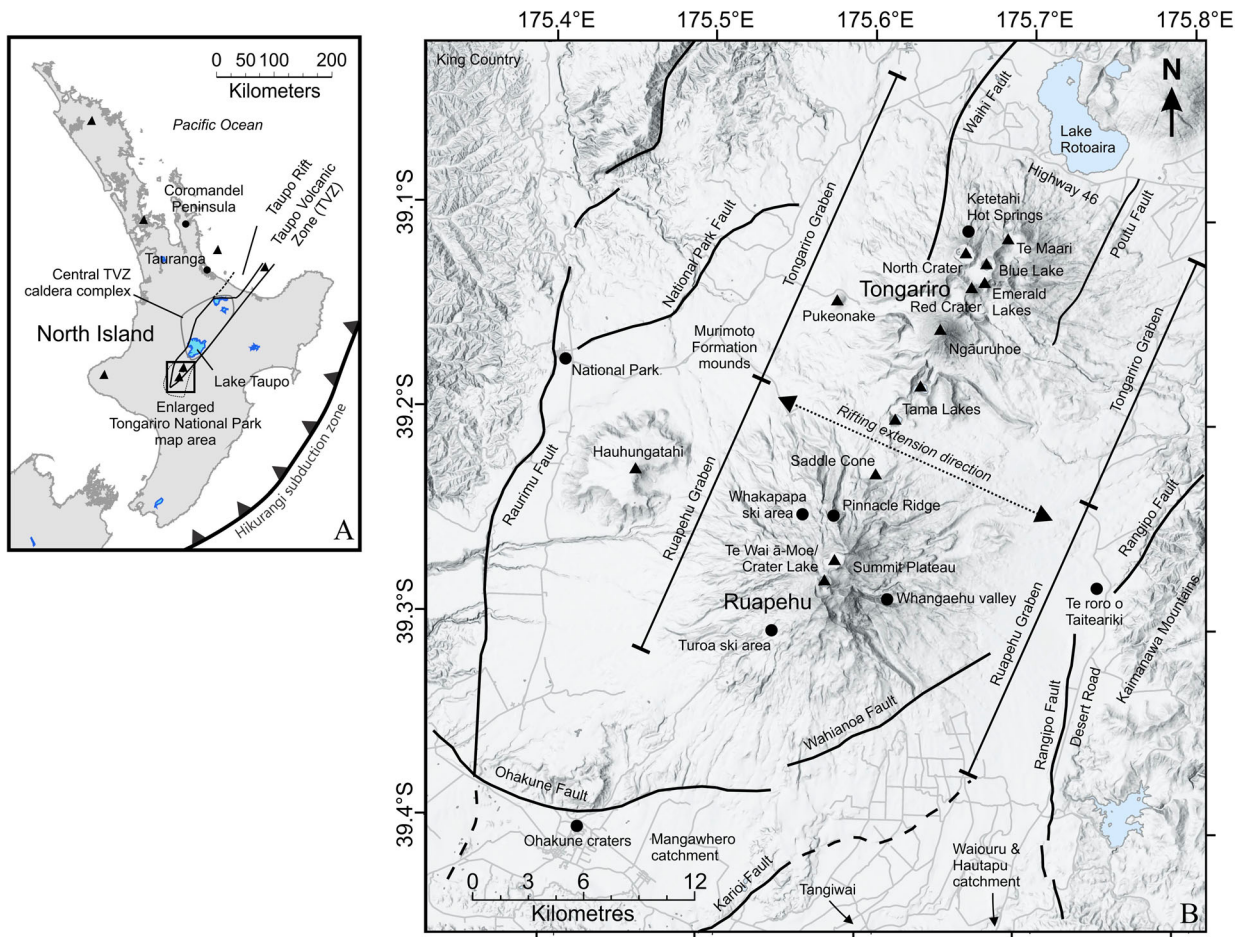 0 50 100 200
Kilometers
Pacific Ocean
Coromandel
Peninsula
Tauranga
Taupo Rift
Taupo Volcanic
Zone (TVZ)
Central TVZ
caldera complex
North Island
Lake Taupo
Enlarged
Tongariro National Park
map area
Hikurangi subduction zone
A
175.4°E 175.5°E 175.6°E 175.7°E 175.8°E
39.1°S
39.2°S
39.3°S
39.4°S
King Country
N
Waihi Fault
Lake
Rotoaira
Highway 46
Tongariro Graben
Ketetahi
Hot Springs
Te Maari
Poutu Fault
National Park Fault
North Crater
Blue Lake
Tongariro
Red Crater
Emerald
Lakes
Pukeonake
Ngāuruhoe
Tongariro Graben
Murimoto
Formation
mounds
National Park
Tama Lakes
Rifting extension direction
Raurimu Fault
Hauhungatahi
Saddle Cone
Ruapehu Graben
Whakapapa
ski area
Pinnacle Ridge
Rangipo Fault
Te Wai ā-Moe/
Crater Lake
Summit Plateau
Ruapehu
Whangaehu valley
Te roro o
Taiteariki
Kaimanawa Mountains
Turoa ski area
Ruapehu Graben
Wahianoa Fault
Rangipo Fault
Desert Road
Ohakune Fault
Ohakune craters
Mangawhero
catchment
Waiouru &
Hautapu
catchment
Karioi Fault
Tangiwai
0 3 6 12
Kilometres
B